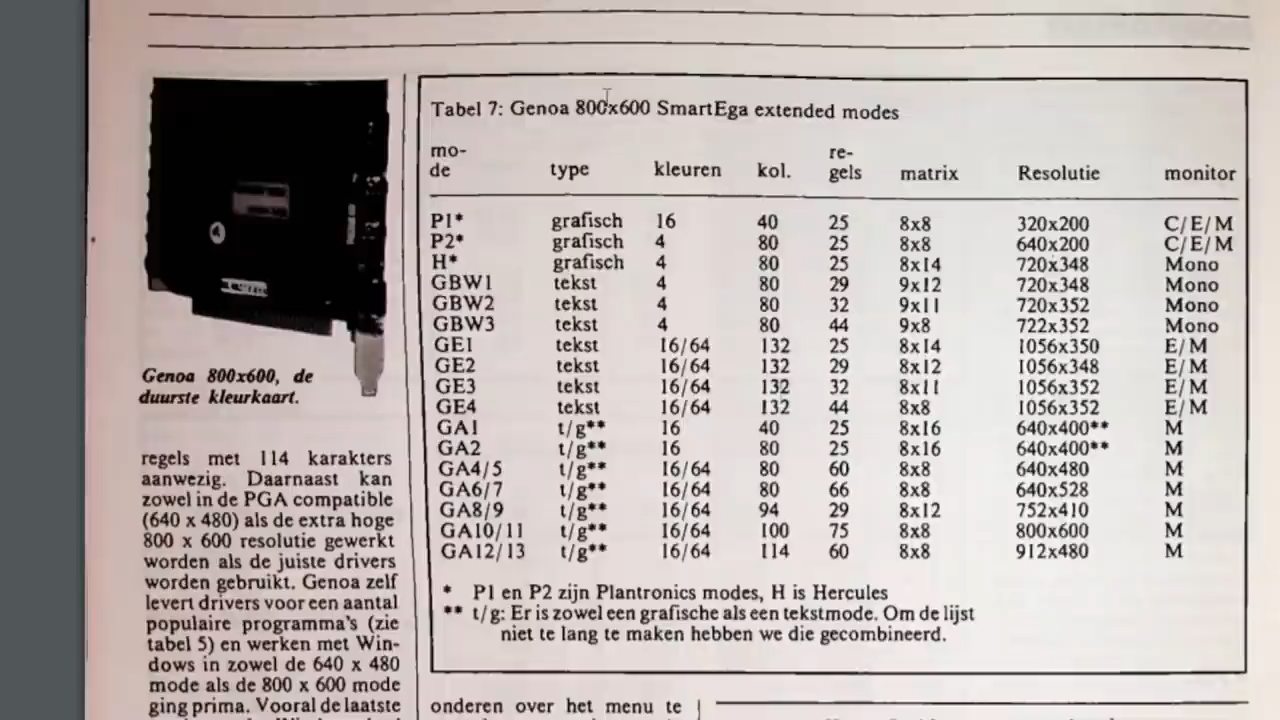 Tabel 7: Genoa 800x600 SmartEga extended modes
mo-
de type kleuren kol. re-
gels matrix Resolutie monitor
P1* grafisch 16 40 25 8x8 320x200 C/E/M
P2* grafisch 4 80 25 8x8 640x200 C/E/M
H* grafisch 4 80 25 8x14 720x348 Mono
GBW1 tekst 4 80 29 9x12 720x348 Mono
GBW2 tekst 4 80 32 9x11 720x352 Mono
GBW3 tekst 4 80 44 9x8 722x352 Mono
GE1 tekst 16/64 132 25 8x14 1056x350 E/M
GE2 tekst 16/64 132 29 8x12 1056x348 E/M
GE3 tekst 16/64 132 32 8x11 1056x352 E/M
GE4 tekst 16/64 132 44 8x8 1056x352 E/M
GA1 t/g** 16 40 25 8x16 640x400** M
GA2 t/g** 16 80 25 8x16 640x400** M
GA4/5 t/g** 16/64 80 60 8x8 640x480 M
GA6/7 t/g** 16/64 80 66 8x8 640x528 M
GA8/9 t/g** 16/64 94 29 8x12 752x410 M
GA10/11 t/g** 16/64 100 75 8x8 800x600 M
GA12/13 t/g** 16/64 114 60 8x8 912x480 M
* P1 en P2 zijn Plantronics modes, H is Hercules
** t/g: Er is zowel een grafische als een tekstmode. Om de lijst
niet te lang te maken hebben we die gecombineerd.
Genoa 800x600, de
duurste kleurkaart.
regels met 114 karakters
aanwezig. Daarnaast kan
zowel in de PGA compatible
(640 x 480) als de extra hoge
800 x 600 resolutie gewerkt
worden als de juiste drivers
worden gebruikt. Genoa zelf
levert drivers voor een aantal
populaire programma's (zie
tabel 5) en werken met Win-
dows in zowel de 640 x 480
mode als de 800 x 600 mode
ging prima. Vooral de laatste
onderen over het menu te